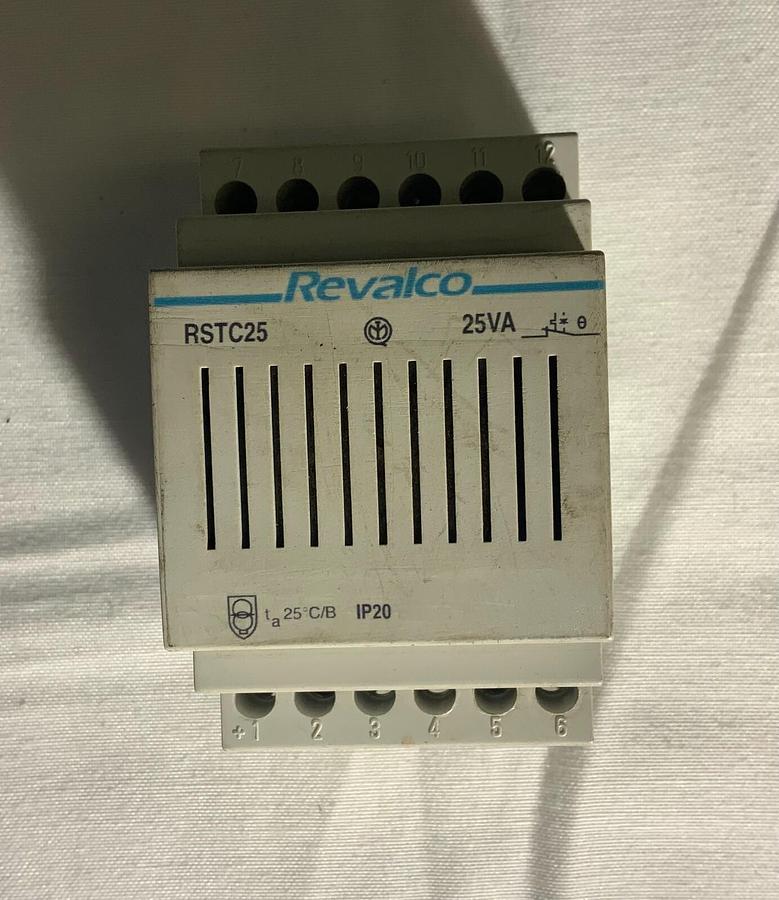 7 8 9 10 11 12
Revalco
RSTC25 25VA θ
ta 25°C/B IP20
+1 2 3 4 5 6